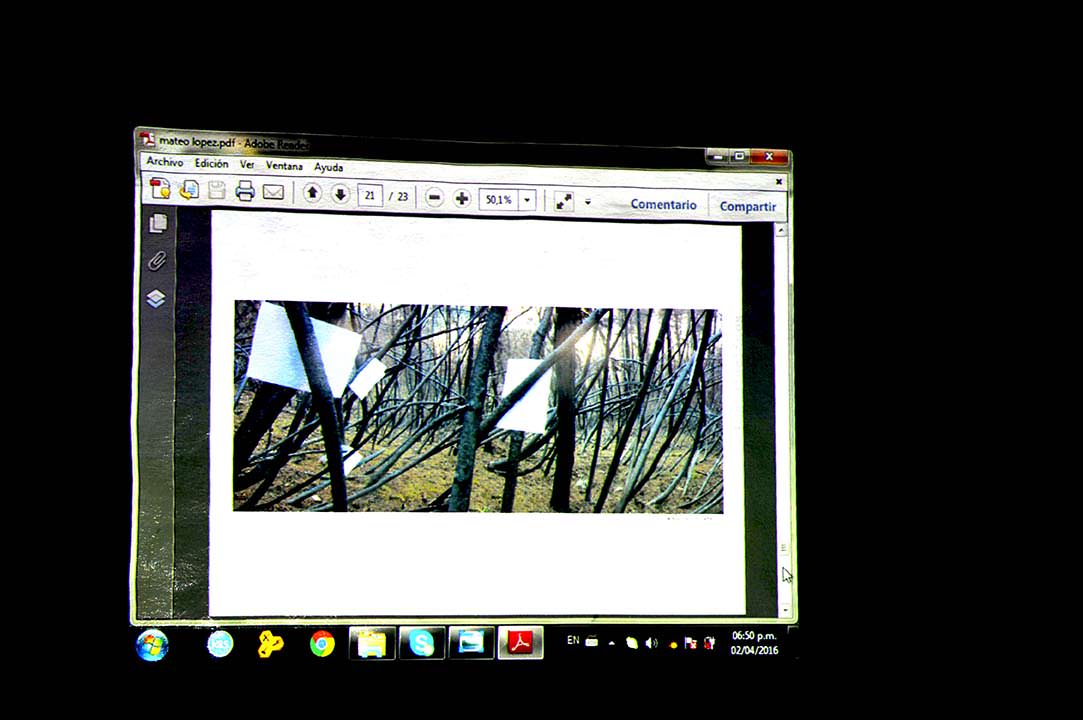 mateo lopez.pdf - Adobe Reader
Archivo Edición Ver Ventana Ayuda
21 / 23 50,1% Comentario Compartir
EN 06:50 p.m.
02/04/2016